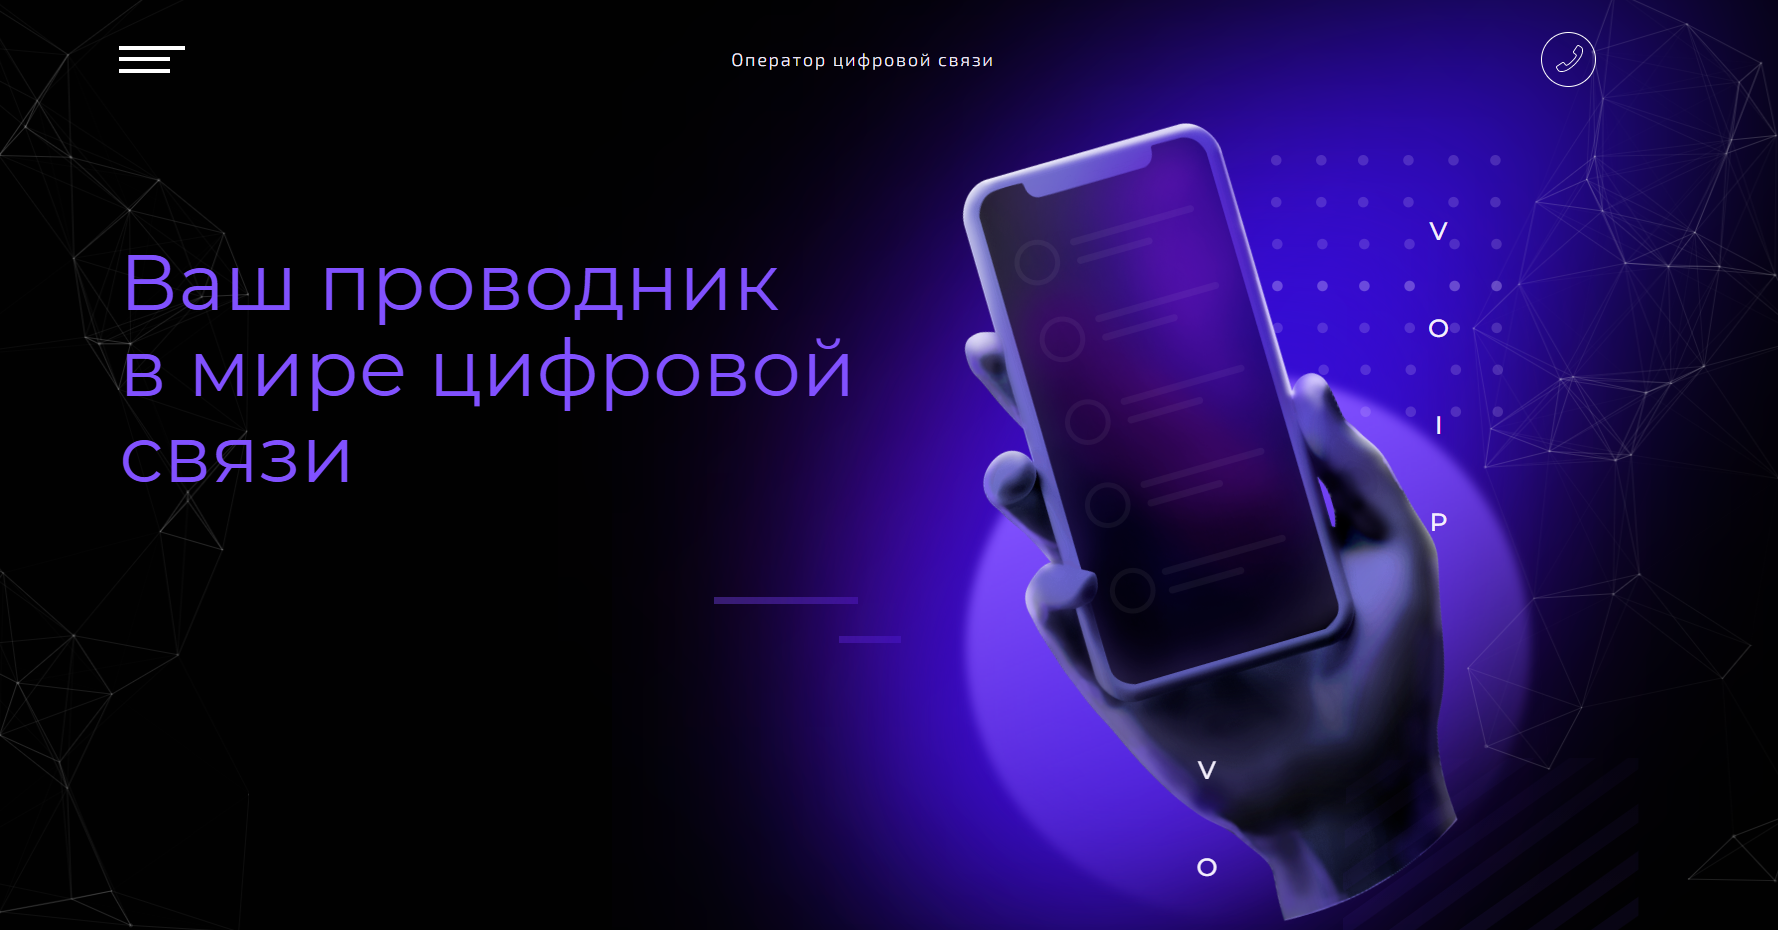 Оператор цифровой связи
Ваш проводник
в мире цифровой
связи
V
O
I
P
V
O